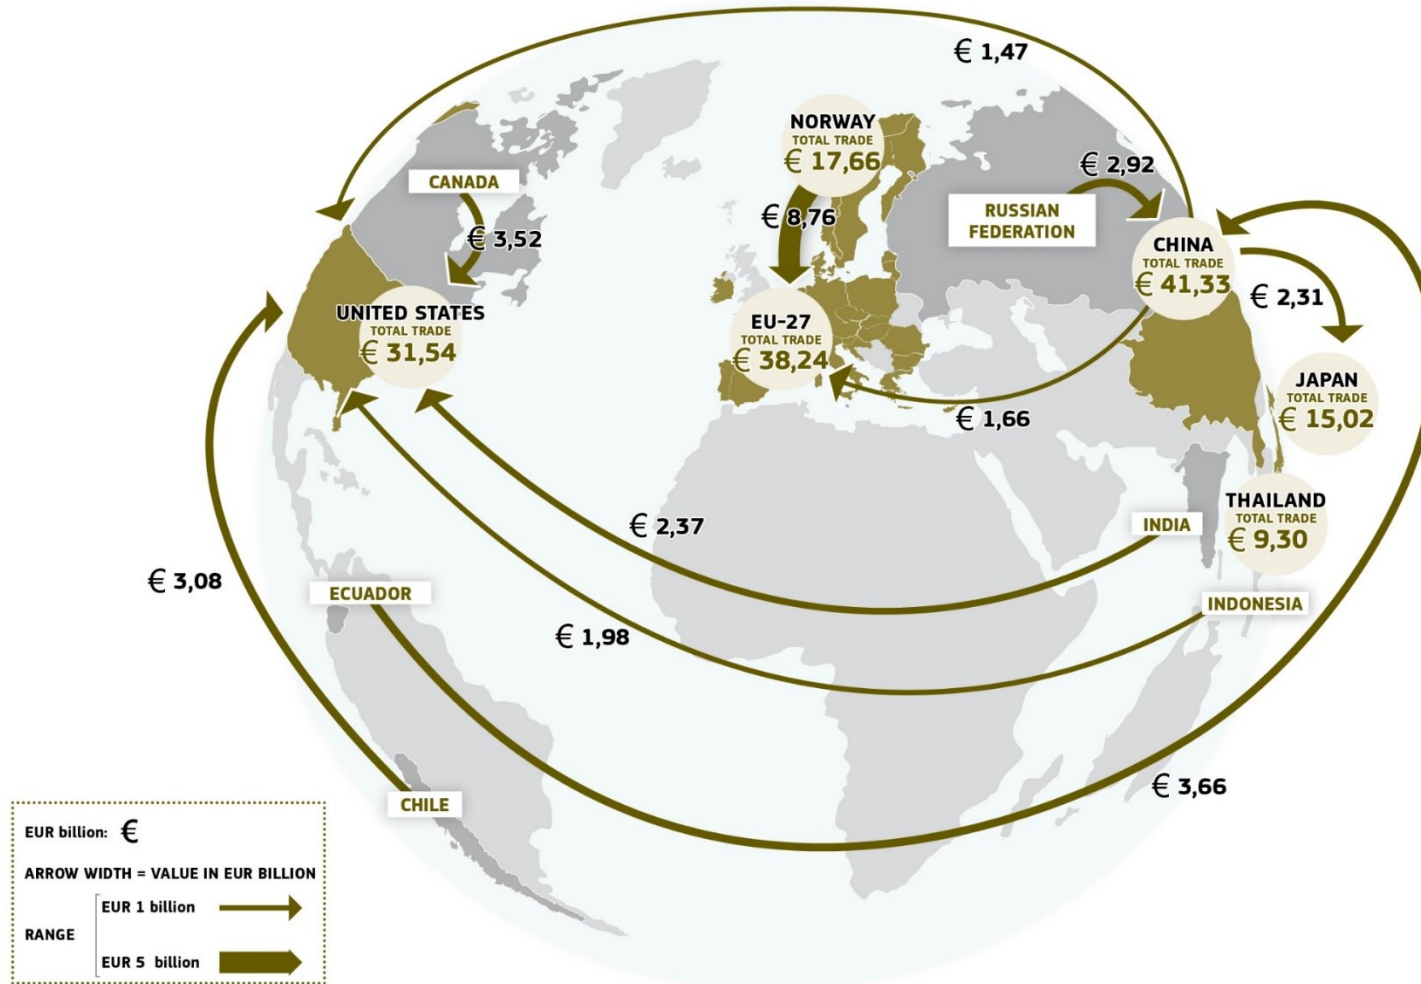 € 1,47
NORWAY
TOTAL TRADE
€ 17,66
€ 2,92
CANADA
€ 8,76
RUSSIAN
FEDERATION
€ 3,52
CHINA
TOTAL TRADE
€ 41,33
€ 2,31
UNITED STATES
TOTAL TRADE
€ 31,54
EU-27
TOTAL TRADE
€ 38,24
JAPAN
TOTAL TRADE
€ 15,02
€ 1,66
THAILAND
TOTAL TRADE
€ 9,30
€ 2,37
INDIA
€ 3,08
ECUADOR
INDONESIA
€ 1,98
€ 3,66
CHILE
EUR billion: €
ARROW WIDTH = VALUE IN EUR BILLION
RANGE
EUR 1 billion
EUR 5 billion